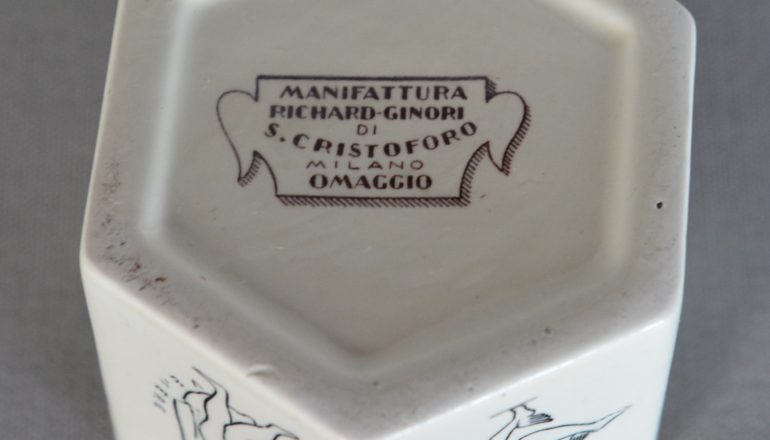 MANIFATTURA
RICHARD-GINORI
DI
S. CRISTOFORO
MILANO
OMAGGIO